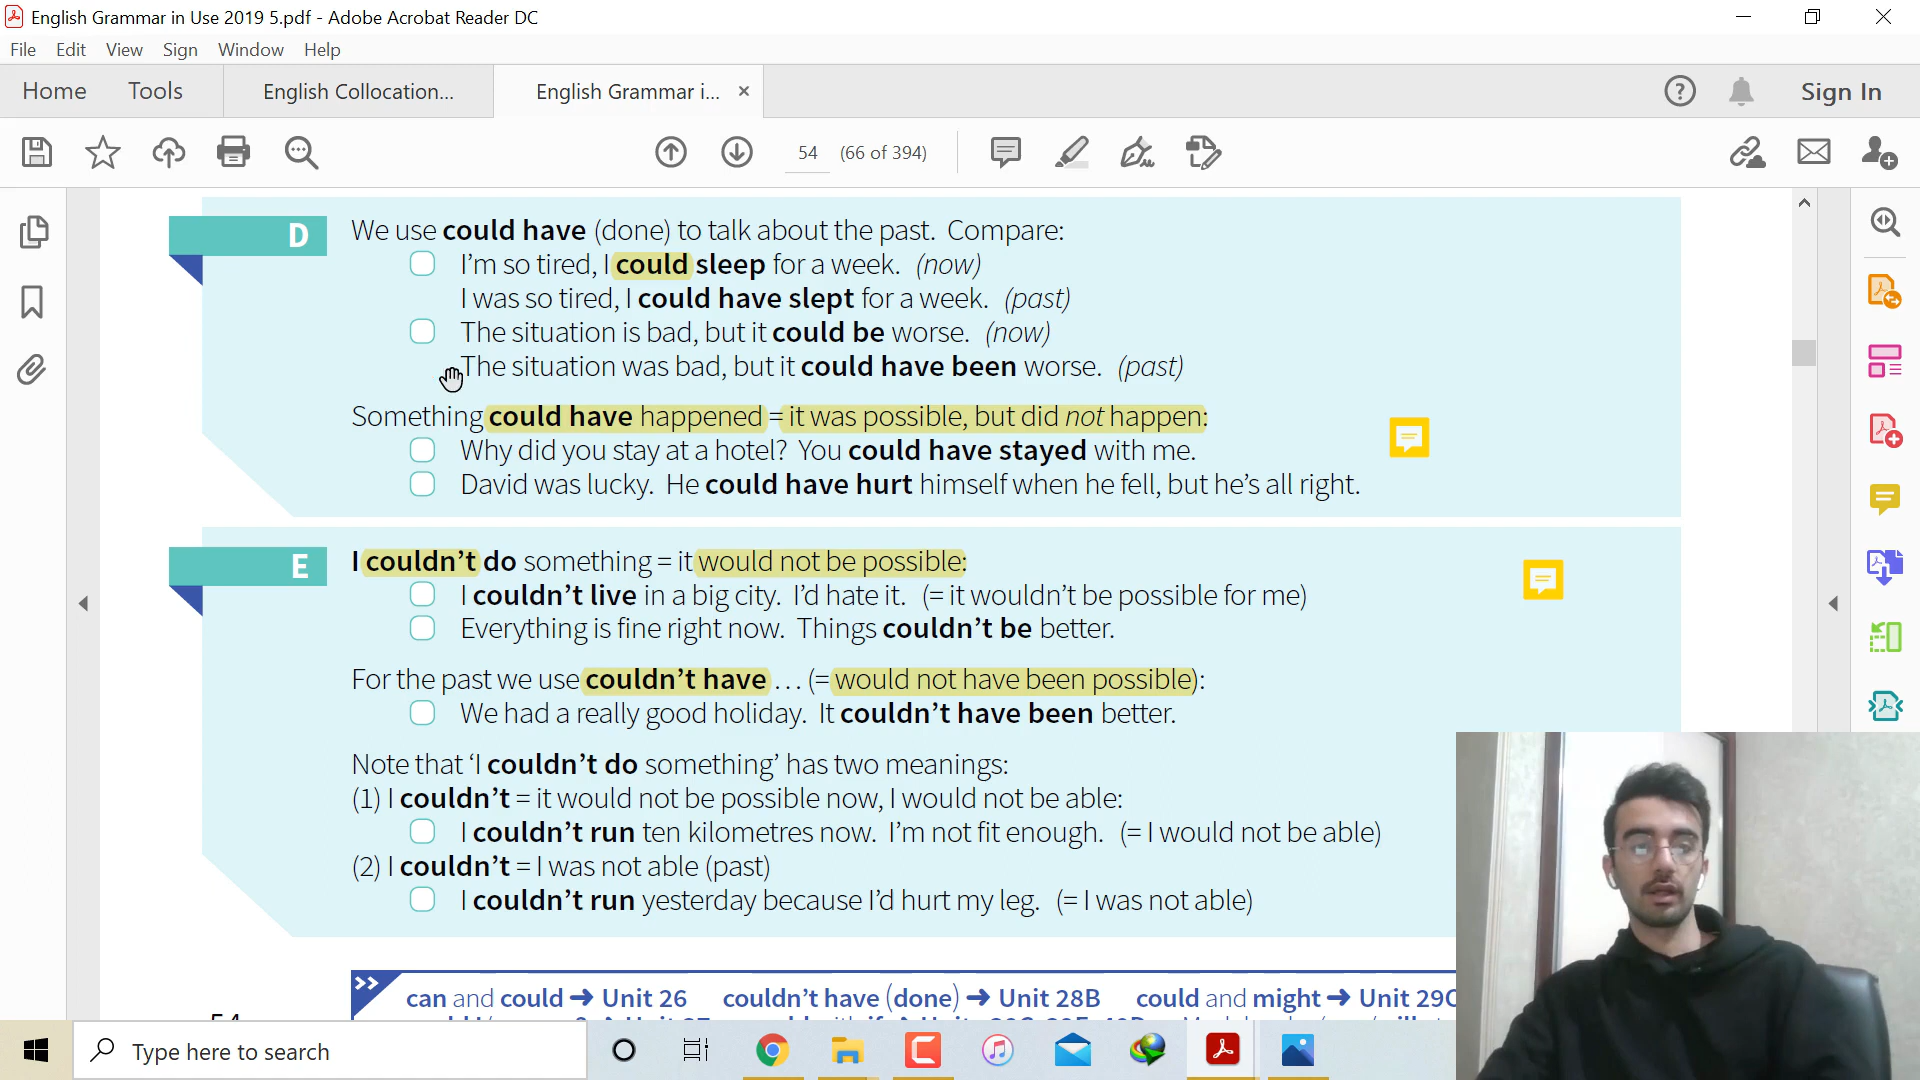 English Grammar in Use 2019 5.pdf - Adobe Acrobat Reader DC
File Edit View Sign Window Help
Home Tools English Collocation... English Grammar i... × Sign In
54 (66 of 394)
D We use could have (done) to talk about the past. Compare:
I'm so tired, I could sleep for a week. (now)
I was so tired, I could have slept for a week. (past)
The situation is bad, but it could be worse. (now)
The situation was bad, but it could have been worse. (past)
Something could have happened = it was possible, but did not happen:
Why did you stay at a hotel? You could have stayed with me.
David was lucky. He could have hurt himself when he fell, but he's all right.
E I couldn't do something = it would not be possible:
I couldn't live in a big city. I'd hate it. (= it wouldn't be possible for me)
Everything is fine right now. Things couldn't be better.
For the past we use couldn't have … (= would not have been possible):
We had a really good holiday. It couldn't have been better.
Note that 'I couldn't do something' has two meanings:
(1) I couldn't = it would not be possible now, I would not be able:
I couldn't run ten kilometres now. I'm not fit enough. (= I would not be able)
(2) I couldn't = I was not able (past)
I couldn't run yesterday because I'd hurt my leg. (= I was not able)
>> can and could ➜ Unit 26 couldn't have (done) ➜ Unit 28B could and might ➜ Unit 29C
54
Type here to search